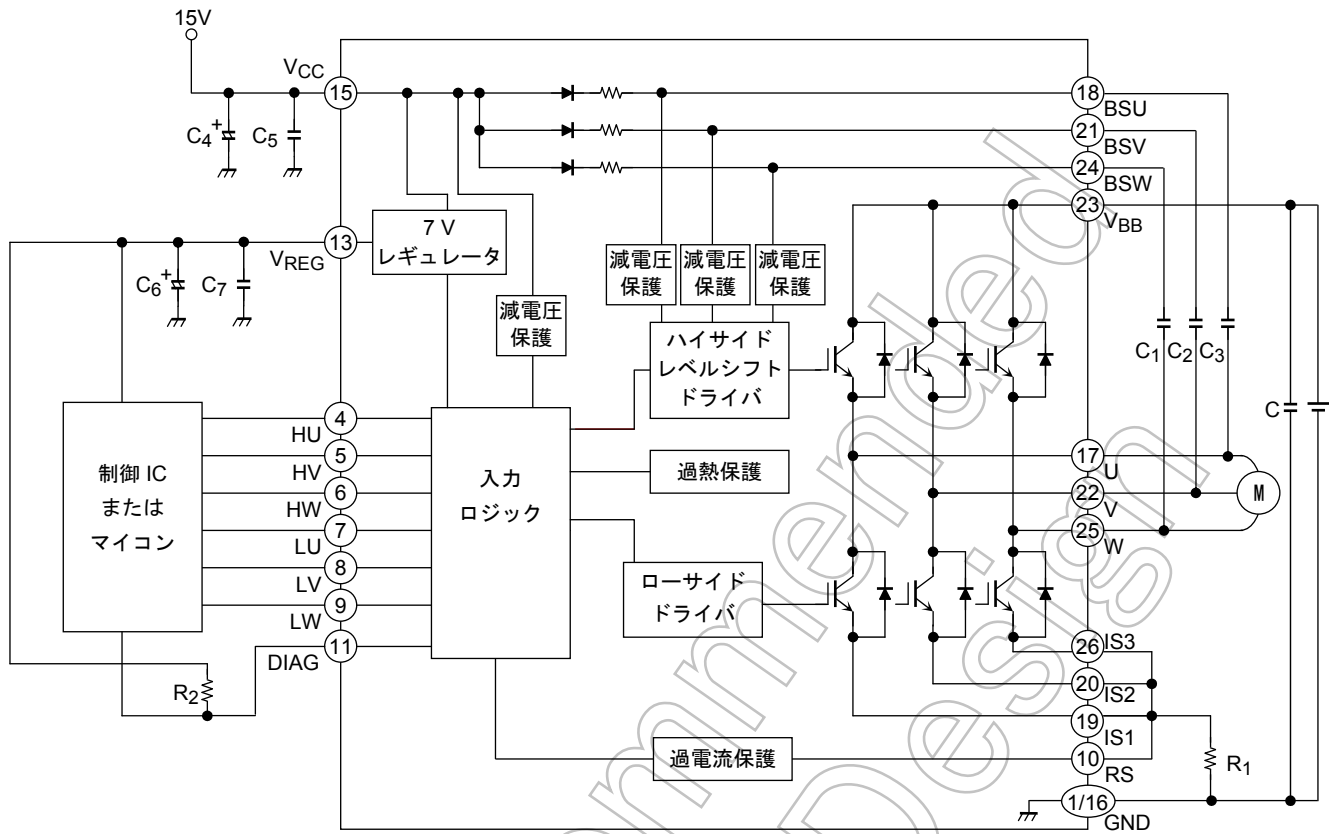 15V
VCC
15
C4
+
C5
18
BSU
21
BSV
24
BSW
23
VBB
13
VREG
7 V
レギュレータ
C6
+
C7
減電圧
保護
減電圧
保護
減電圧
保護
減電圧
保護
ハイサイド
レベルシフト
ドライバ
C1
C2
C3
C
制御 IC
または
マイコン
4
HU
5
HV
6
HW
7
LU
8
LV
9
LW
11
DIAG
R2
入力
ロジック
過熱保護
ローサイド
ドライバ
過電流保護
17
U
22
V
25
W
M
26
IS3
20
IS2
19
IS1
10
RS
R1
1/16
GND
ommended
Design